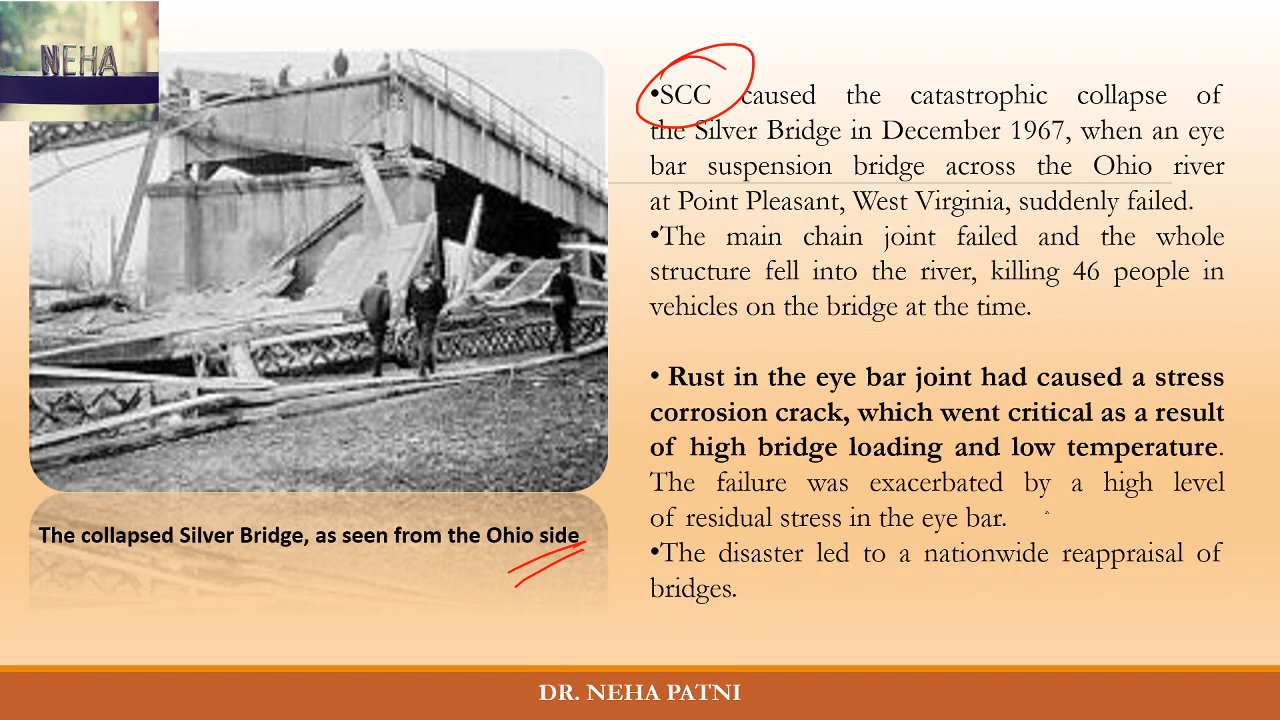 NEHA
•SCC caused the catastrophic collapse of
the Silver Bridge in December 1967, when an eye
bar suspension bridge across the Ohio river
at Point Pleasant, West Virginia, suddenly failed.
•The main chain joint failed and the whole
structure fell into the river, killing 46 people in
vehicles on the bridge at the time.
• Rust in the eye bar joint had caused a stress
corrosion crack, which went critical as a result
of high bridge loading and low temperature.
The failure was exacerbated by a high level
of residual stress in the eye bar.
•The disaster led to a nationwide reappraisal of
bridges.
The collapsed Silver Bridge, as seen from the Ohio side
DR. NEHA PATNI